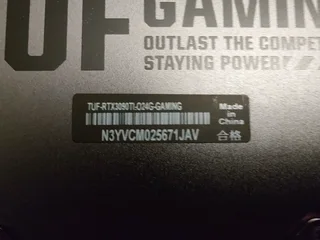 UF GAMIN
OUTLAST THE COMPET
STAYING POWER
TUF-RTX3090TI-O24G-GAMING
N3YVCM025671JAV
Made in
China
合格